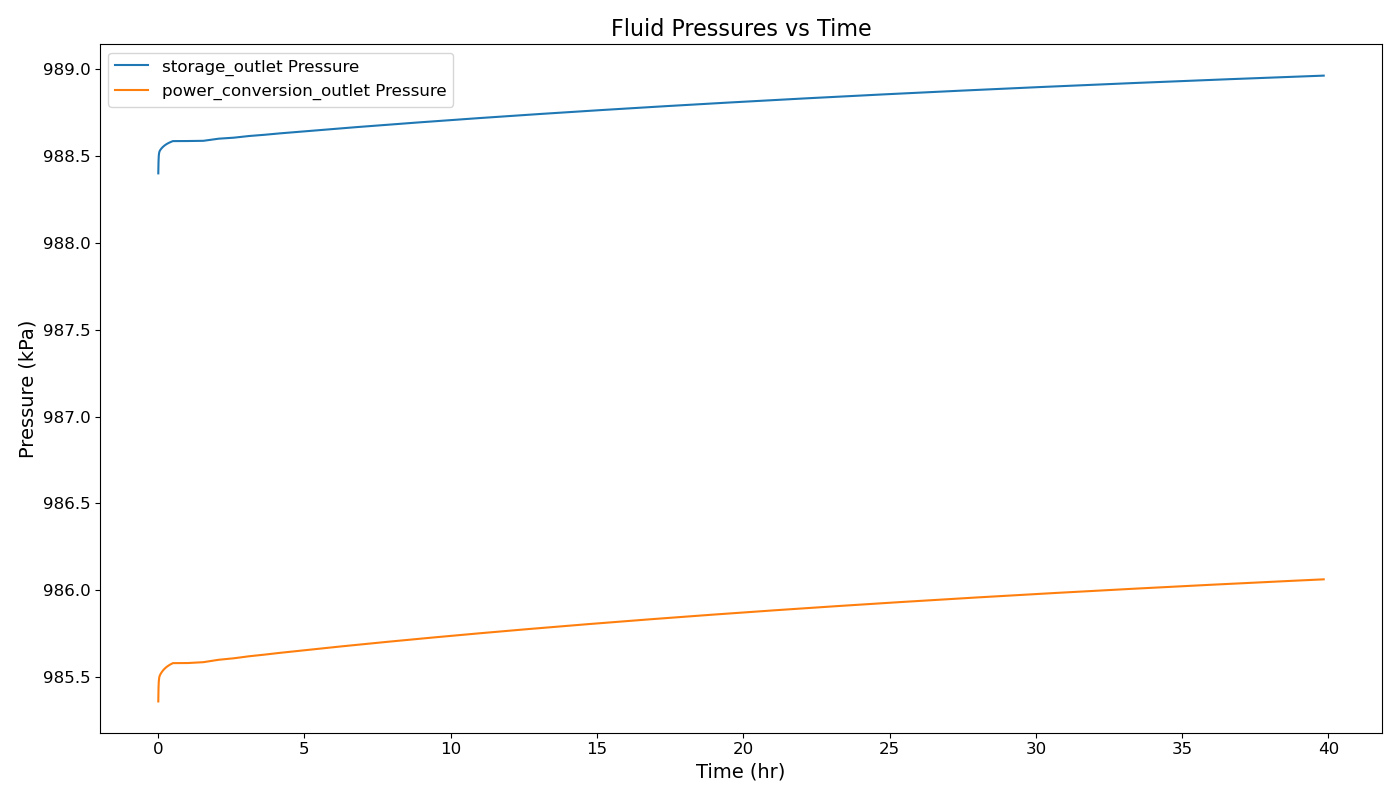 Fluid Pressures vs Time
storage_outlet Pressure
power_conversion_outlet Pressure
Pressure (kPa)
989.0
988.5
988.0
987.5
987.0
986.5
986.0
985.5
0 5 10 15 20 25 30 35 40
Time (hr)